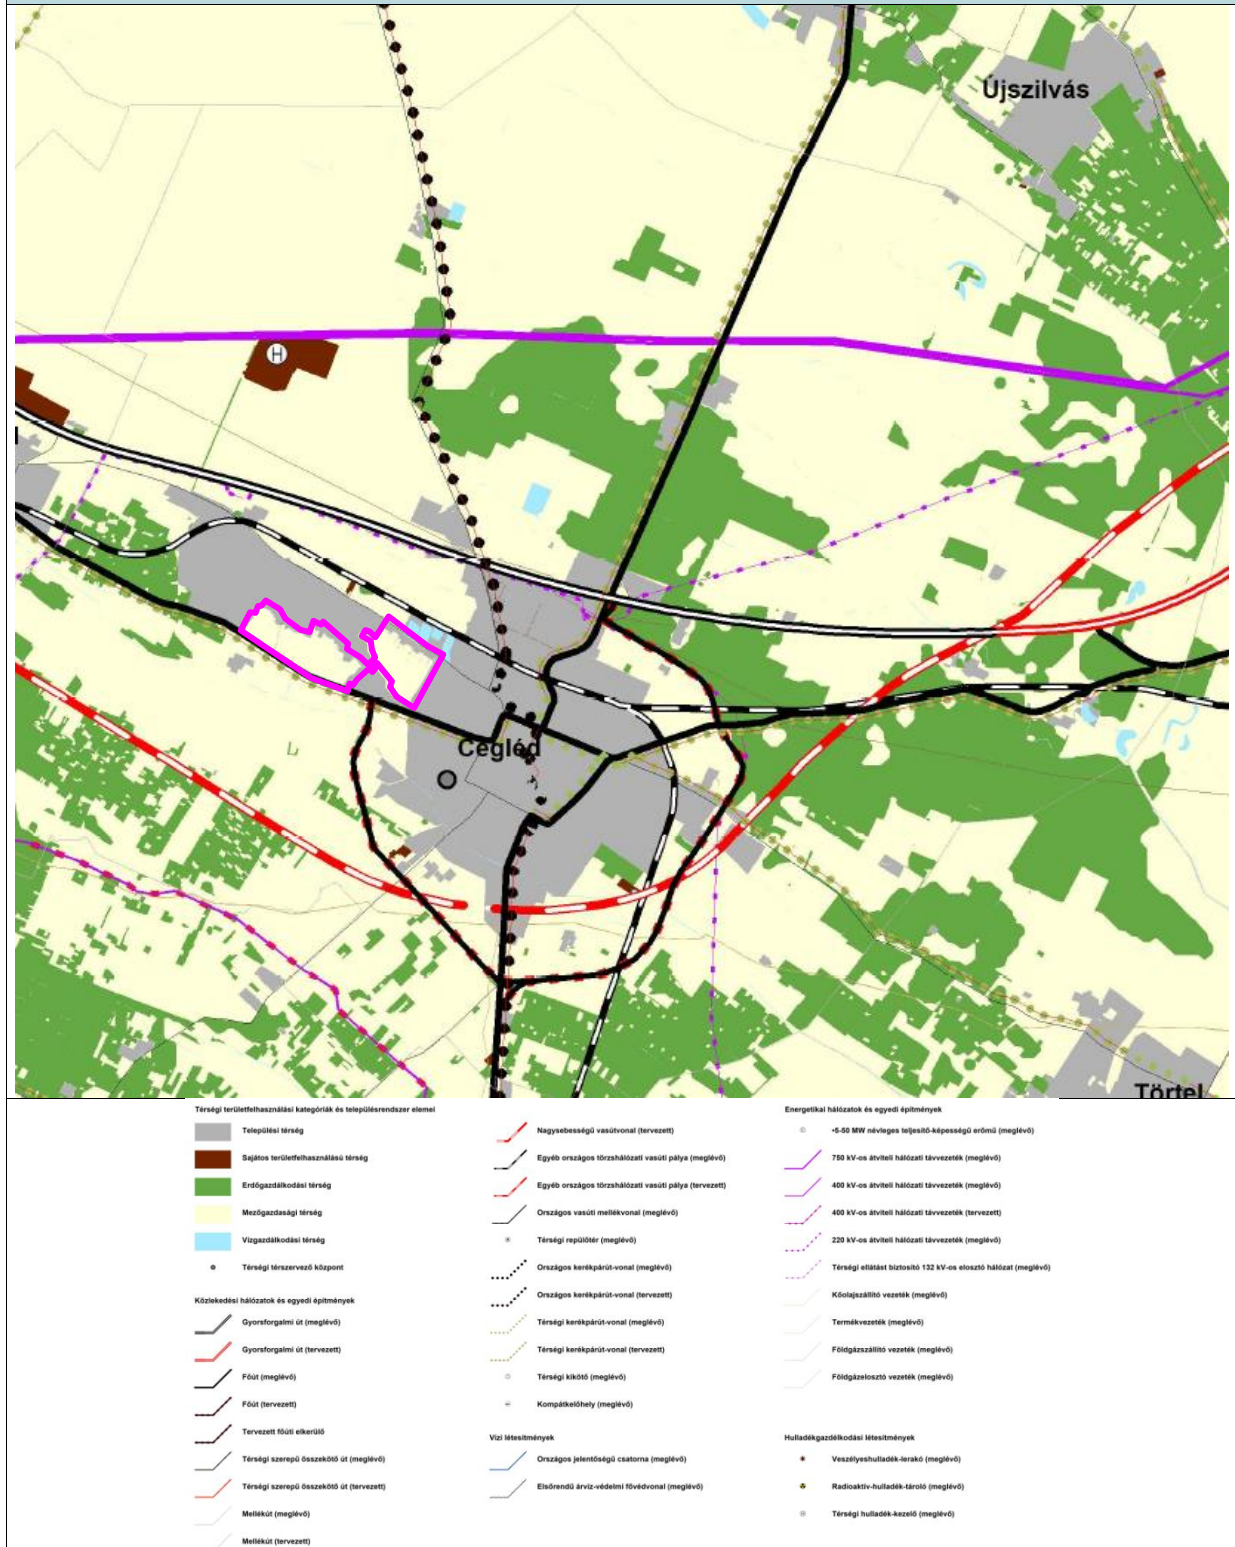 Újszilvás
H
Cegléd
Törtel
Térségi területfelhasználási kategóriák és településrendszer elemei
Települési térség
Sajátos területfelhasználású térség
Erdőgazdálkodási térség
Mezőgazdasági térség
Vízgazdálkodási térség
Térségi térszervező központ
Közlekedési hálózatok és egyedi építmények
Gyorsforgalmi út (meglévő)
Gyorsforgalmi út (tervezett)
Főút (meglévő)
Főút (tervezett)
Tervezett főúti elkerülő
Térségi szerepű összekötő út (meglévő)
Térségi szerepű összekötő út (tervezett)
Mellékút (meglévő)
Mellékút (tervezett)
Nagysebességű vasútvonal (tervezett)
Egyéb országos törzshálózati vasúti pálya (meglévő)
Egyéb országos törzshálózati vasúti pálya (tervezett)
Országos vasúti mellékvonal (meglévő)
Térségi repülőtér (meglévő)
Országos kerékpárút-vonal (meglévő)
Országos kerékpárút-vonal (tervezett)
Térségi kerékpárút-vonal (meglévő)
Térségi kerékpárút-vonal (tervezett)
Térségi kikötő (meglévő)
Kompátkelőhely (meglévő)
Vízi létesítmények
Országos jelentőségű csatorna (meglévő)
Elsőrendű árvíz-védelmi fővédvonal (meglévő)
Energetikai hálózatok és egyedi építmények
•5-50 MW névleges teljesítő-képességű erőmű (meglévő)
750 kV-os átviteli hálózati távvezeték (meglévő)
400 kV-os átviteli hálózati távvezeték (meglévő)
400 kV-os átviteli hálózati távvezeték (tervezett)
220 kV-os átviteli hálózati távvezeték (meglévő)
Térségi ellátást biztosító 132 kV-os elosztó hálózat (meglévő)
Kőolajszállító vezeték (meglévő)
Termékvezeték (meglévő)
Földgázszállító vezeték (meglévő)
Földgázelosztó vezeték (meglévő)
Hulladékgazdálkodási létesítmények
Veszélyeshulladék-lerakó (meglévő)
Radioaktív-hulladék-tároló (meglévő)
Térségi hulladék-kezelő (meglévő)